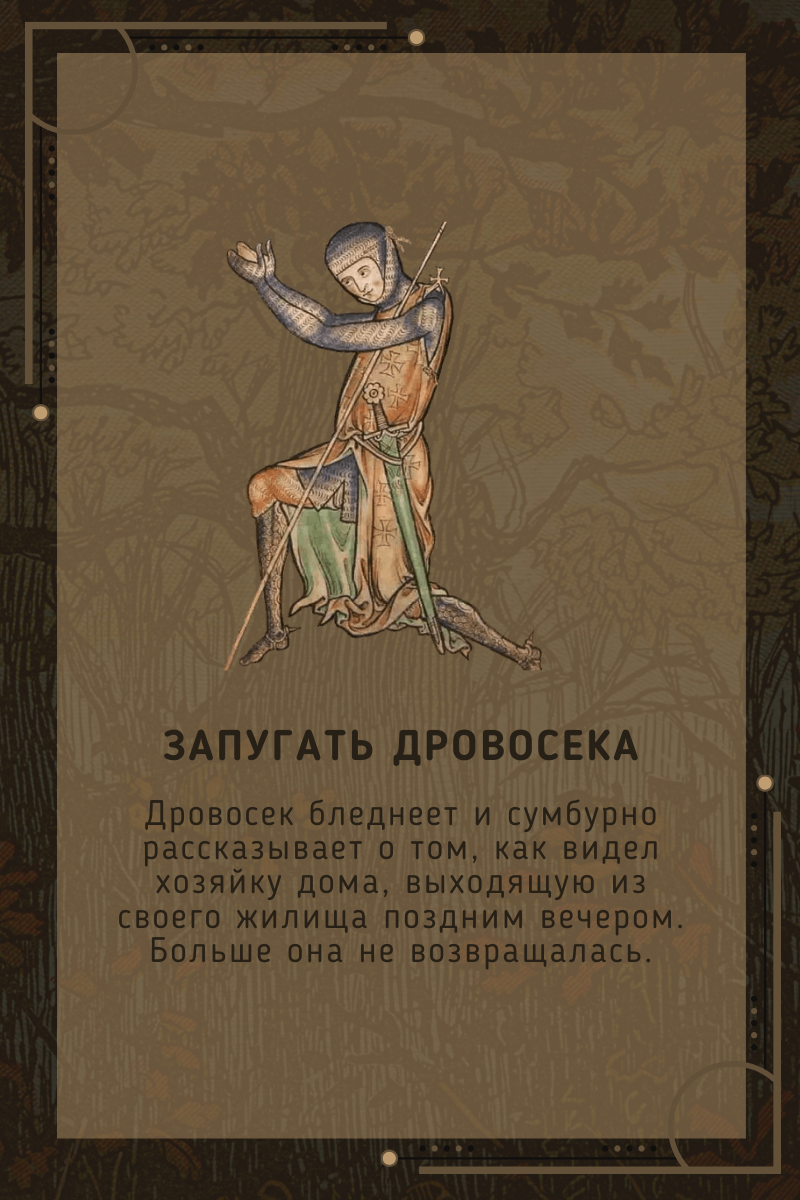 ЗАПУГАТЬ ДРОВОСЕКА
Дровосек бледнеет и сумбурно
рассказывает о том, как видел
хозяйку дома, выходящую из
своего жилища поздним вечером.
Больше она не возвращалась.